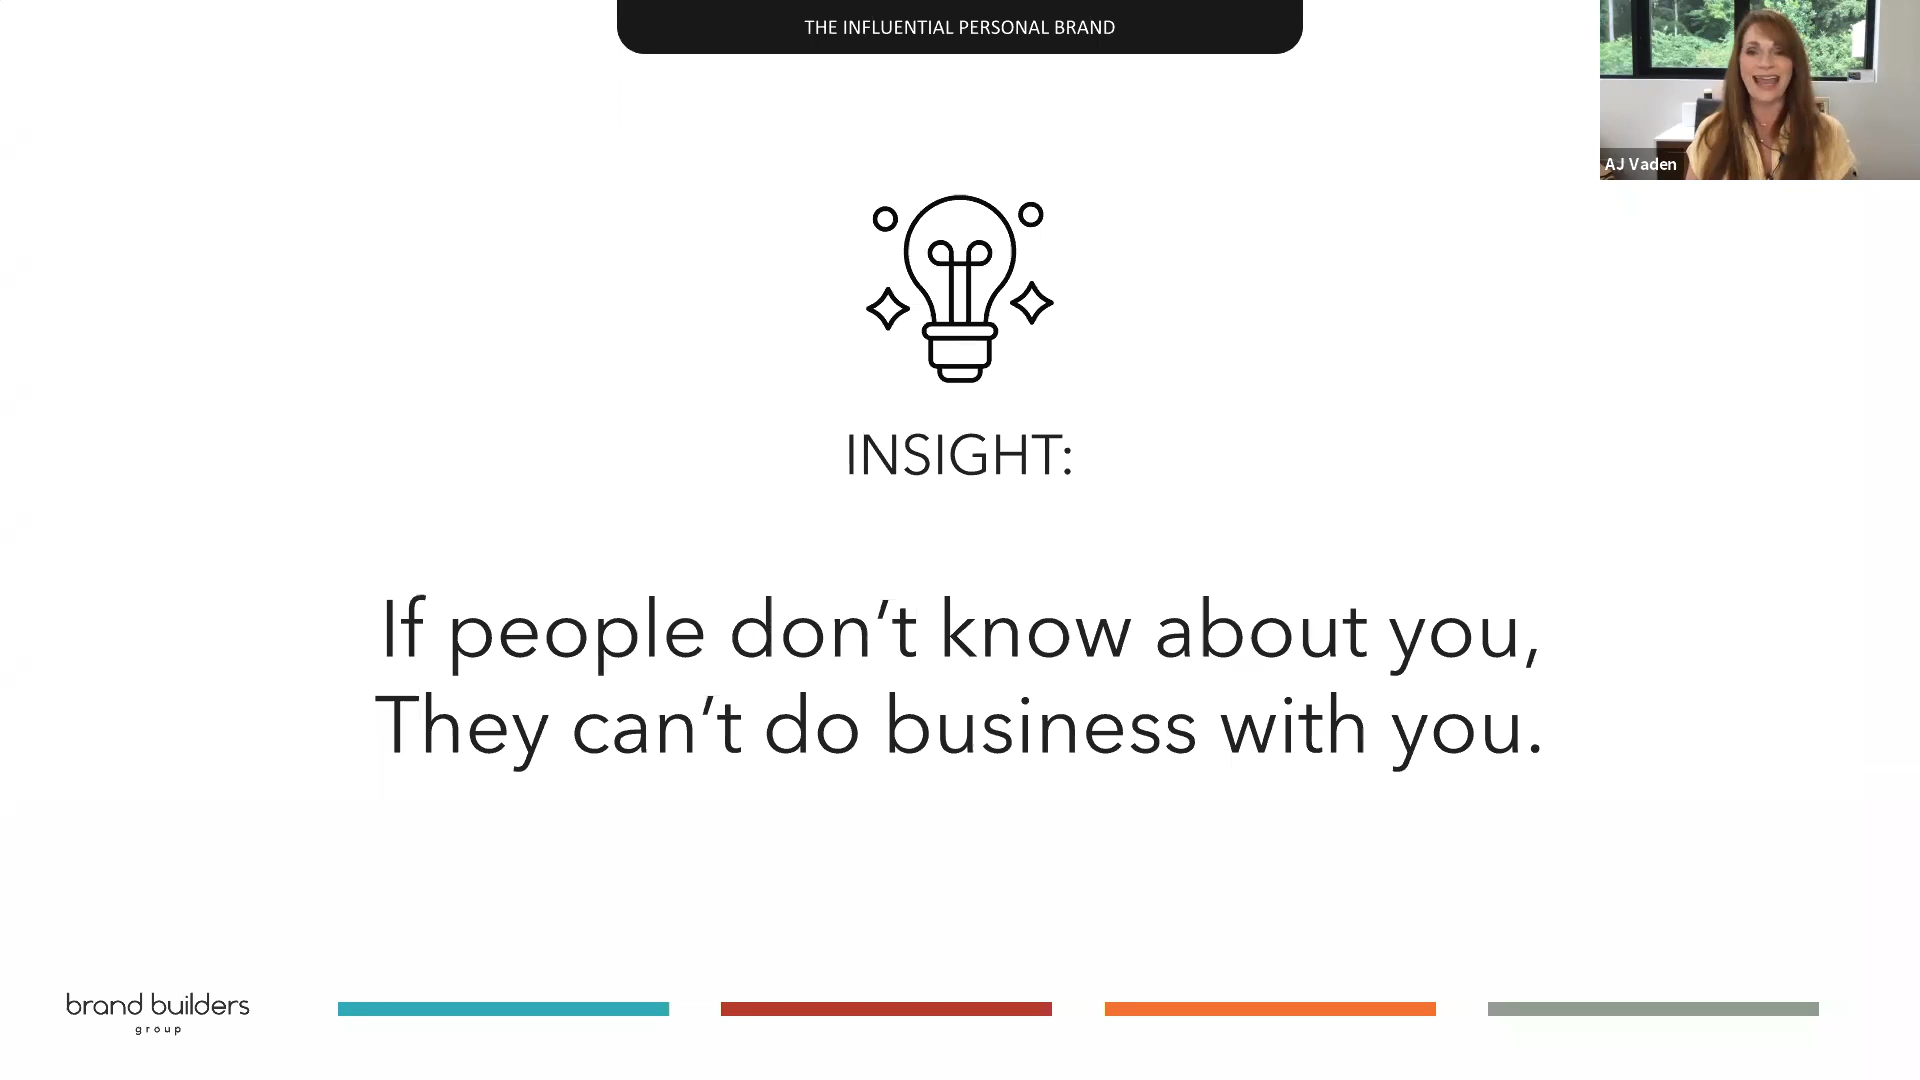 THE INFLUENTIAL PERSONAL BRAND
AJ Vaden
INSIGHT:
If people don’t know about you,
They can’t do business with you.
brand builders
group